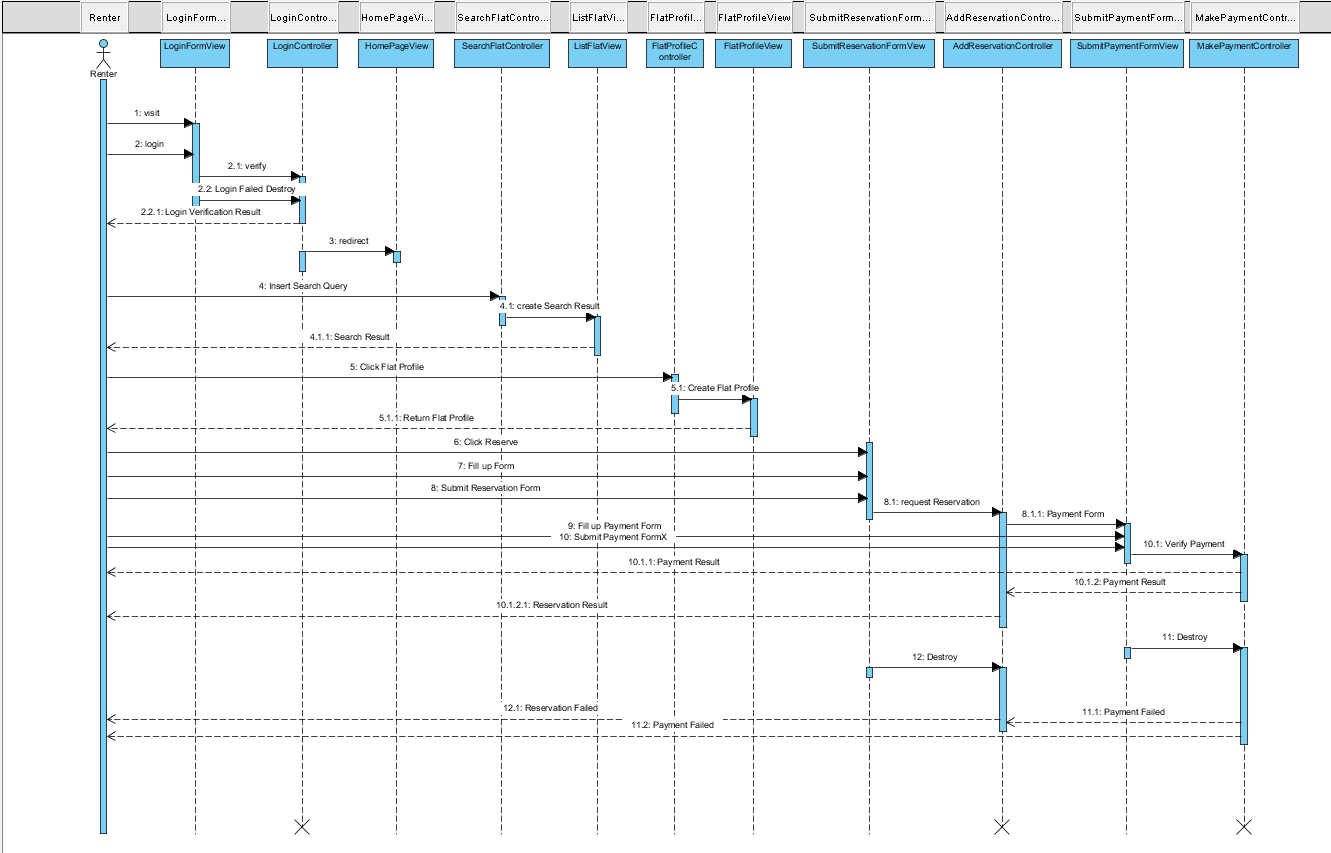 Renter
LoginForm...
LoginContro...
HomePageVi...
SearchFlatContro...
ListFlatVi...
FlatProfil...
FlatProfileView
SubmitReservationForm...
AddReservationContro...
SubmitPaymentForm...
MakePaymentContr...
LoginFormView
LoginController
HomePageView
SearchFlatController
ListFlatView
FlatProfileC
ontroller
FlatProfileView
SubmitReservationFormView
AddReservationController
SubmitPaymentFormView
MakePaymentController
Renter
1: visit
2: login
2.1: verify
2.2: Login Failed Destroy
2.2.1: Login Verification Result
3: redirect
4: Insert Search Query
4.1: create Search Result
4.1.1: Search Result
5: Click Flat Profile
5.1: Create Flat Profile
5.1.1: Return Flat Profile
6: Click Reserve
7: Fill up Form
8: Submit Reservation Form
8.1: request Reservation
8.1.1: Payment Form
9: Fill up Payment Form
10: Submit Payment FormX
10.1: Verify Payment
10.1.1: Payment Result
10.1.2: Payment Result
10.1.2.1: Reservation Result
11: Destroy
12: Destroy
12.1: Reservation Failed
11.1: Payment Failed
11.2: Payment Failed